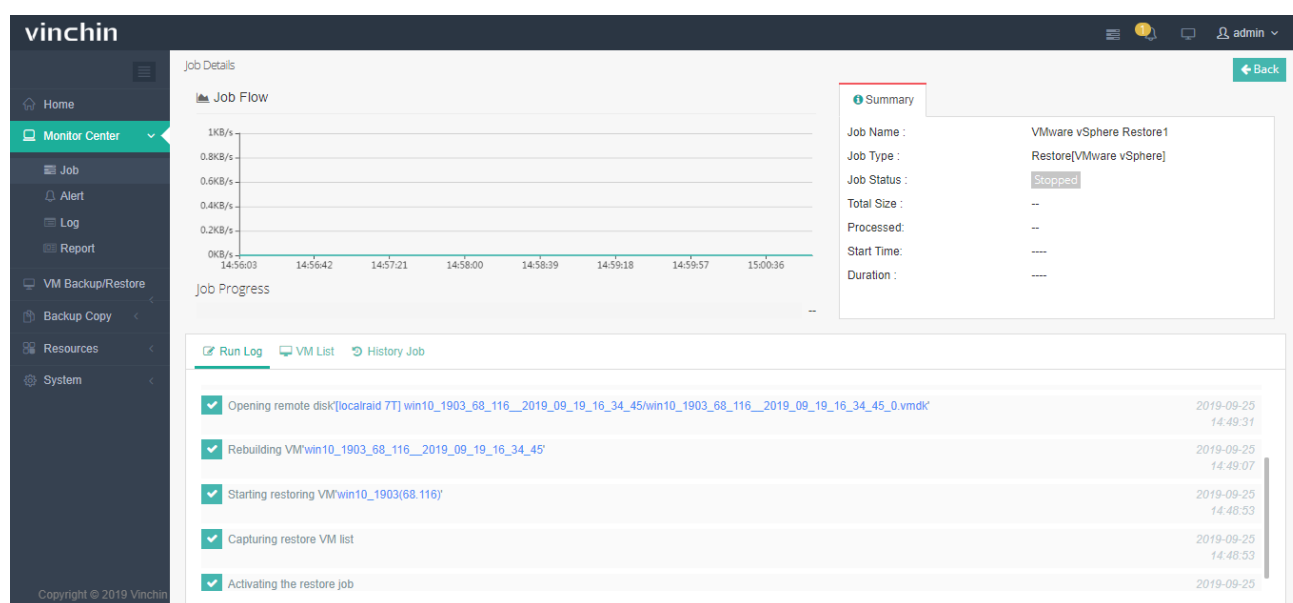 vinchin
1
admin
Job Details
Back
Home
Monitor Center
Job
Alert
Log
Report
VM Backup/Restore
Backup Copy
Resources
System
Copyright © 2019 Vinchin
Job Flow
1KB/s
0.8KB/s
0.6KB/s
0.4KB/s
0.2KB/s
0KB/s
14:56:03 14:56:42 14:57:21 14:58:00 14:58:39 14:59:18 14:59:57 15:00:36
Job Progress
--
Summary
Job Name : VMware vSphere Restore1
Job Type : Restore[VMware vSphere]
Job Status : Stopped
Total Size : --
Processed: --
Start Time: ----
Duration : ----
Run Log VM List History Job
Opening remote disk'[localraid 7T] win10_1903_68_116__2019_09_19_16_34_45/win10_1903_68_116__2019_09_19_16_34_45_0.vmdk' 2019-09-25
14:49:31
Rebuilding VM'win10_1903_68_116__2019_09_19_16_34_45' 2019-09-25
14:49:07
Starting restoring VM'win10_1903(68.116)' 2019-09-25
14:48:53
Capturing restore VM list 2019-09-25
14:48:53
Activating the restore job 2019-09-25